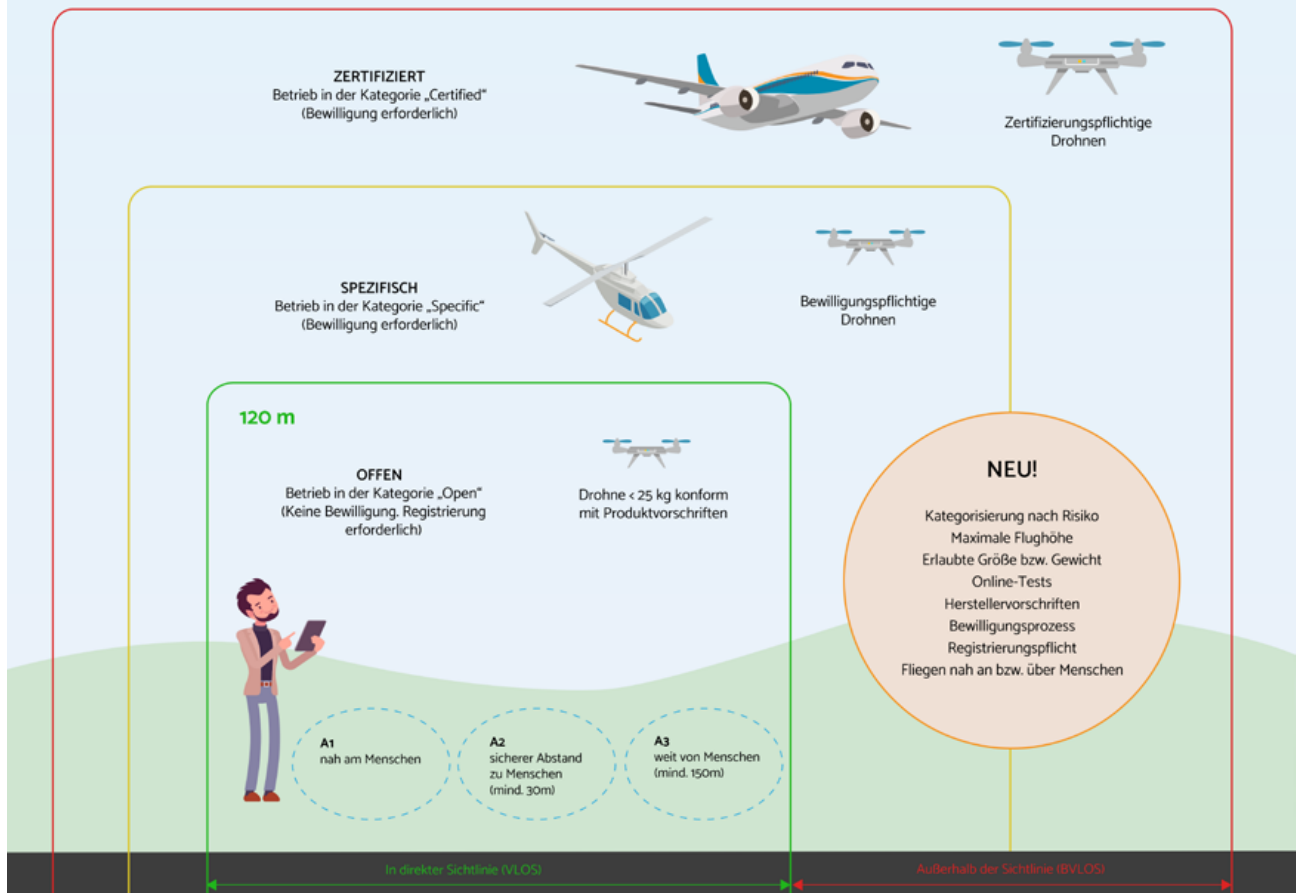 ZERTIFIZIERT
Betrieb in der Kategorie „Certified“
(Bewilligung erforderlich)
Zertifizierungspflichtige
Drohnen
SPEZIFISCH
Betrieb in der Kategorie „Specific“
(Bewilligung erforderlich)
Bewilligungspflichtige
Drohnen
120 m
OFFEN
Betrieb in der Kategorie „Open“
(Keine Bewilligung. Registrierung
erforderlich)
Drohne < 25 kg konform
mit Produktvorschriften
NEU!
Kategorisierung nach Risiko
Maximale Flughöhe
Erlaubte Größe bzw. Gewicht
Online-Tests
Herstellervorschriften
Bewilligungsprozess
Registrierungspflicht
Fliegen nah an bzw. über Menschen
A1
nah am Menschen
A2
sicherer Abstand
zu Menschen
(mind. 30m)
A3
weit von Menschen
(mind. 150m)
In direkter Sichtlinie (VLOS)
Außerhalb der Sichtlinie (BVLOS)